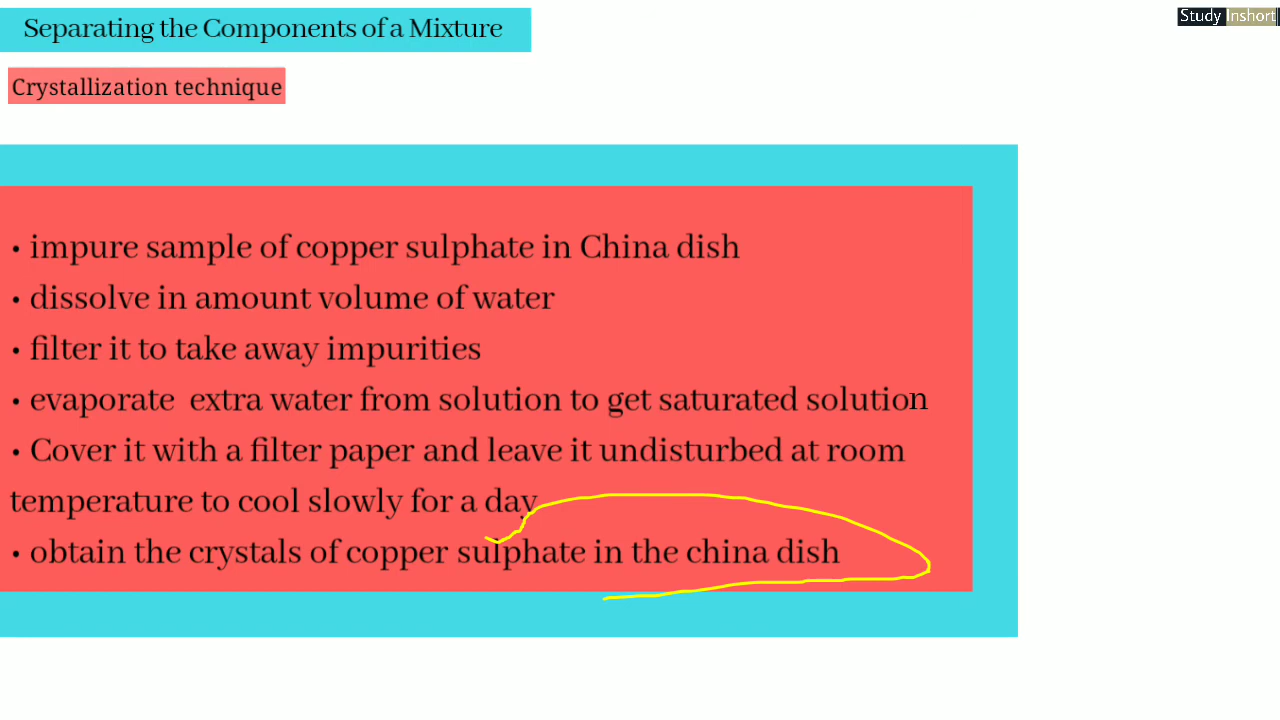 Separating the Components of a Mixture
Study Inshort
Crystallization technique
• impure sample of copper sulphate in China dish
• dissolve in amount volume of water
• filter it to take away impurities
• evaporate extra water from solution to get saturated solution
• Cover it with a filter paper and leave it undisturbed at room
temperature to cool slowly for a day
• obtain the crystals of copper sulphate in the china dish